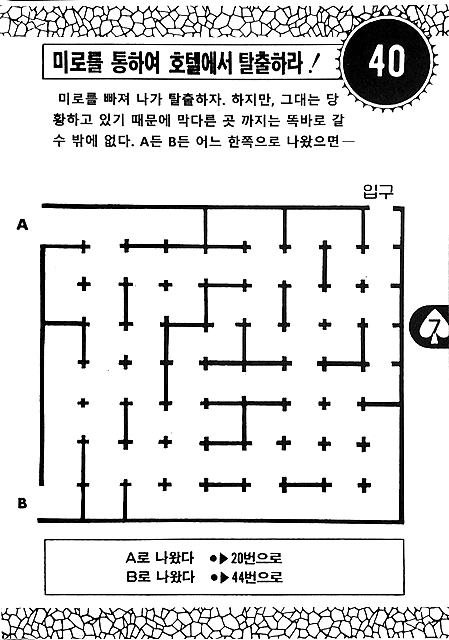 미로를 통하여 호텔에서 탈출하라!
40
미로를 빠져 나가 탈출하자. 하지만, 그대는 당
황하고 있기 때문에 막다른 곳 까지는 똑바로 갈
수 밖에 없다. A든 B든 어느 한쪽으로 나왔으면—
입구
A
7
B
A로 나왔다 ●▶20번으로
B로 나왔다 ●▶44번으로